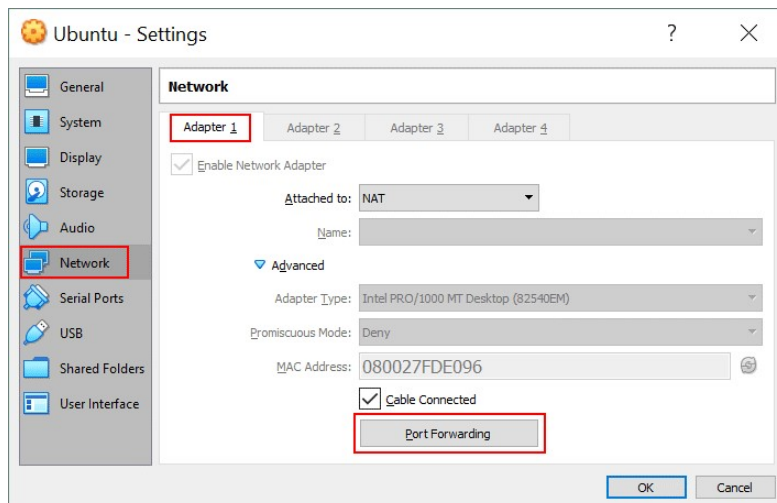 Ubuntu - Settings
?
General
System
Display
Storage
Audio
Network
Serial Ports
USB
Shared Folders
User Interface
Network
Adapter 1 Adapter 2 Adapter 3 Adapter 4
Enable Network Adapter
Attached to: NAT
Name:
Advanced
Adapter Type: Intel PRO/1000 MT Desktop (82540EM)
Promiscuous Mode: Deny
MAC Address: 080027FDE096
Cable Connected
Port Forwarding
OK Cancel